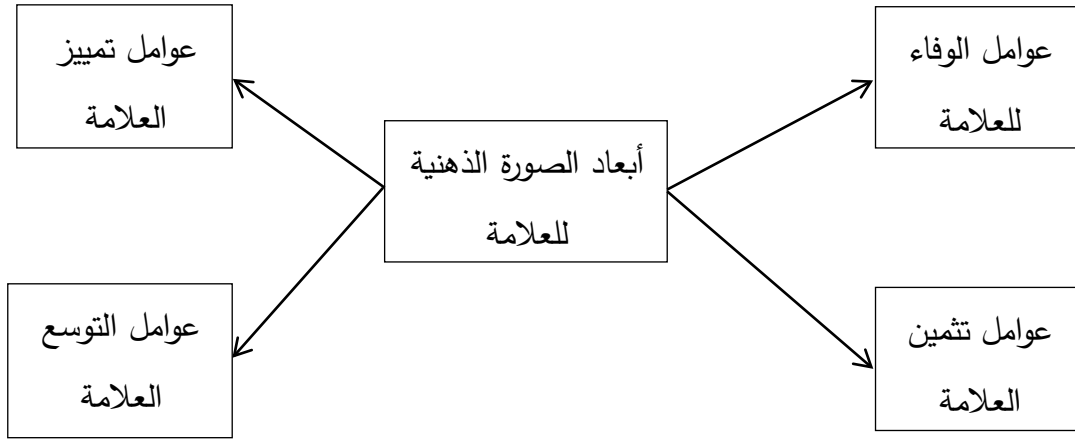 عوامل الوفاء
للعلامة
عوامل تمييز
العلامة
أبعاد الصورة الذهنية
للعلامة
عوامل تثمين
العلامة
عوامل التوسع
العلامة